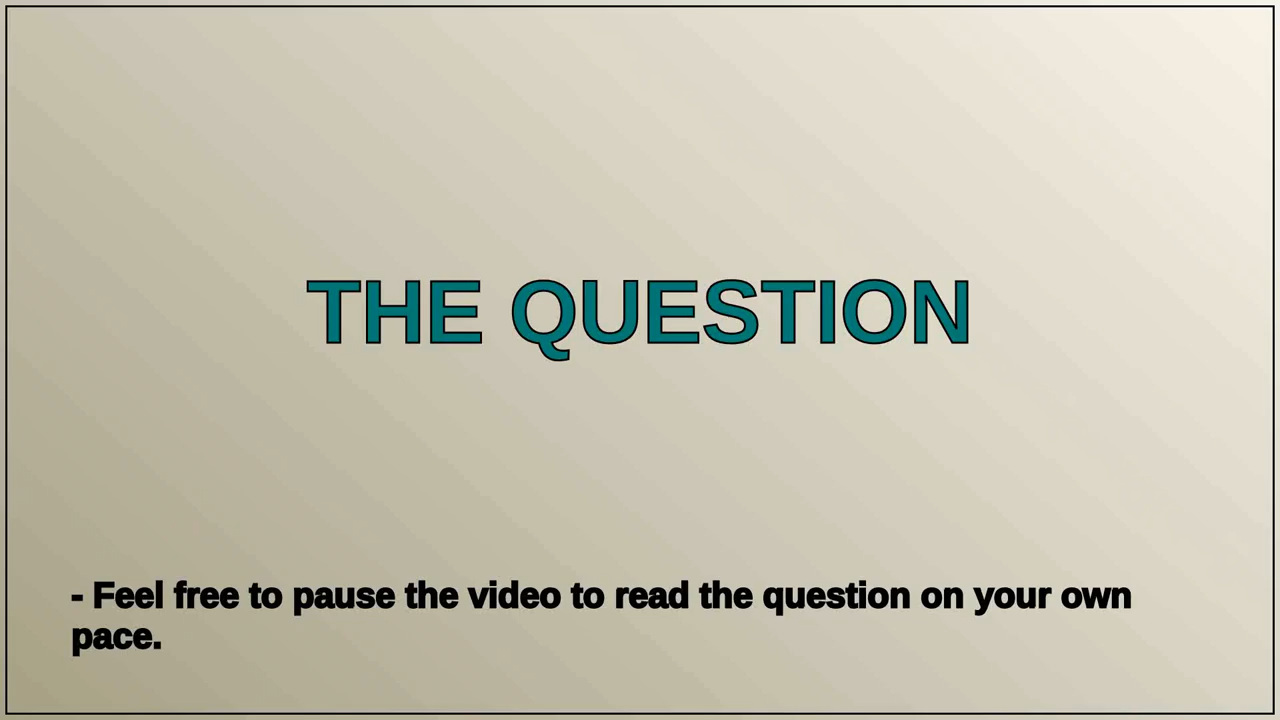 THE QUESTION
- Feel free to pause the video to read the question on your own
pace.